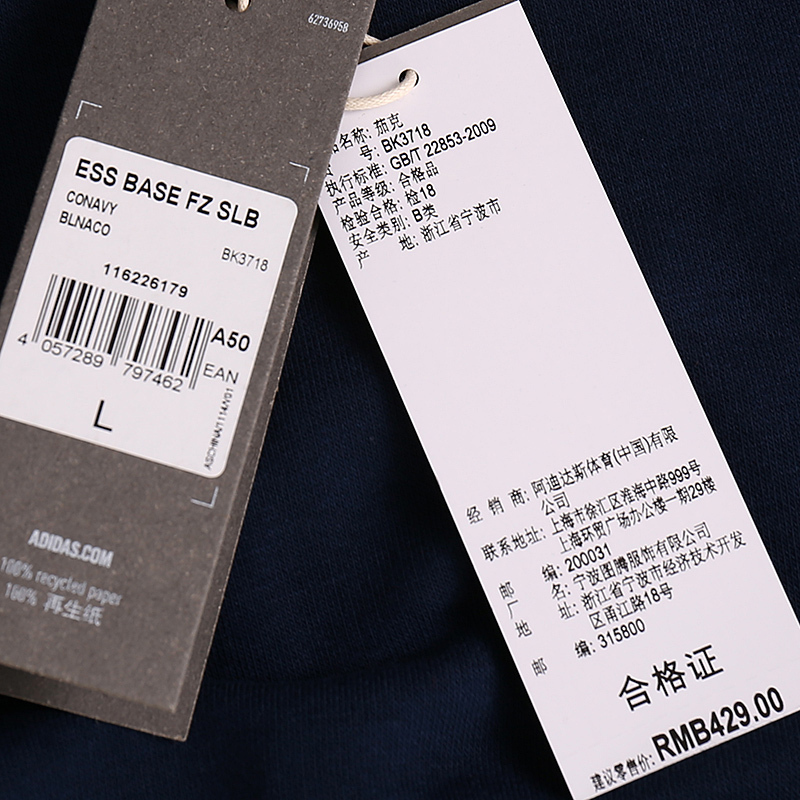 62736958
ESS BASE FZ SLB
CONAVY
BLNACO
BK3718
116226179
A50
4 057289 797462
EAN
L
ASCHINA/1114/V01
ADIDAS.COM
100% recycled paper
100% 再生纸
名称: 茄克
号: BK3718
执行标准: GB/T 22853-2009
产品等级: 合格品
检验合格: 检18
安全类别: B类
产 地: 浙江省宁波市
经 销 商: 阿迪达斯体育(中国)有限
公司
联系地址: 上海市徐汇区淮海中路999号
上海环贸广场办公楼一期29楼
邮 编: 200031
厂 名: 宁波图腾服饰有限公司
地 址: 浙江省宁波市经济技术开发
区甬江路18号
邮 编: 315800
合格证
建议零售价: RMB429.00